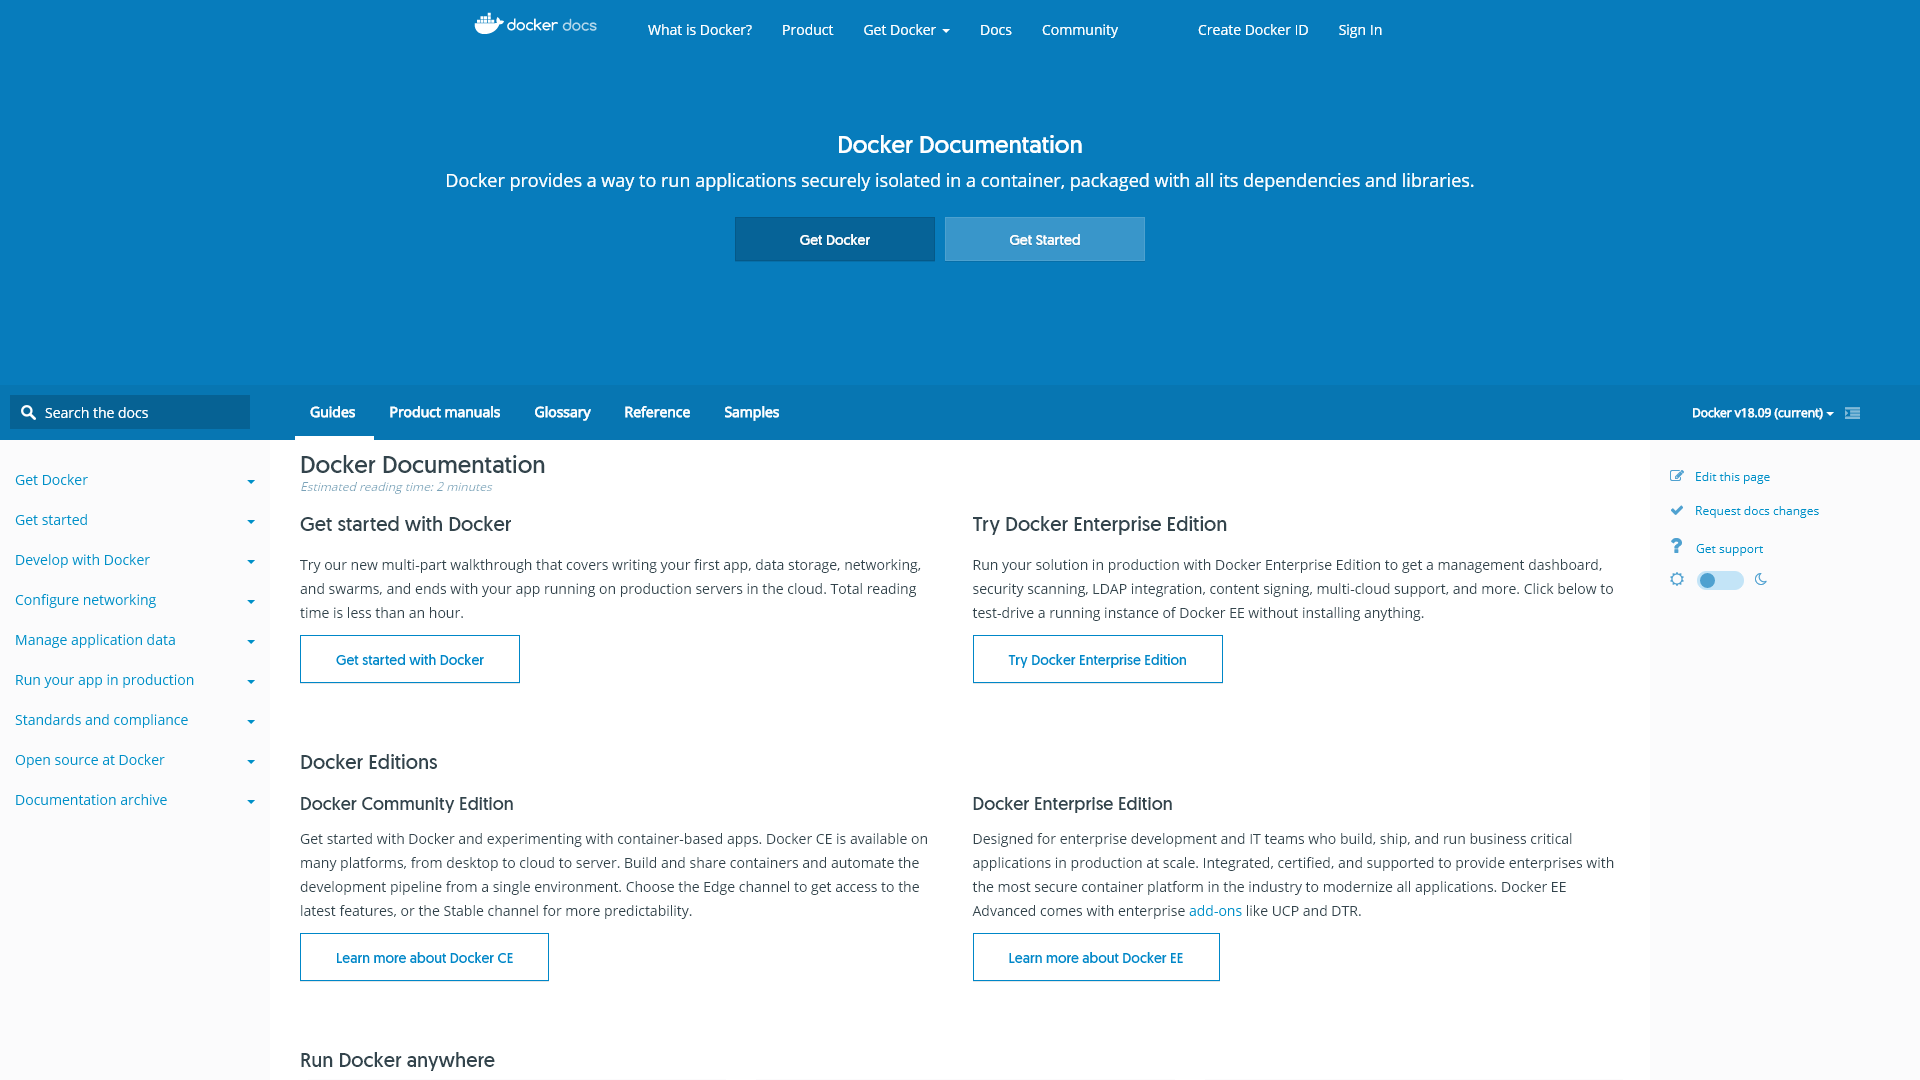 docker docs
What is Docker?
Product
Get Docker
Docs
Community
Create Docker ID
Sign In
Docker Documentation
Docker provides a way to run applications securely isolated in a container, packaged with all its dependencies and libraries.
Get Docker
Get Started
Search the docs
Guides
Product manuals
Glossary
Reference
Samples
Docker v18.09 (current)
Get Docker
Get started
Develop with Docker
Configure networking
Manage application data
Run your app in production
Standards and compliance
Open source at Docker
Documentation archive
Docker Documentation
Estimated reading time: 2 minutes
Get started with Docker
Try our new multi-part walkthrough that covers writing your first app, data storage, networking,
and swarms, and ends with your app running on production servers in the cloud. Total reading
time is less than an hour.
Get started with Docker
Try Docker Enterprise Edition
Run your solution in production with Docker Enterprise Edition to get a management dashboard,
security scanning, LDAP integration, content signing, multi-cloud support, and more. Click below to
test-drive a running instance of Docker EE without installing anything.
Try Docker Enterprise Edition
Docker Editions
Docker Community Edition
Get started with Docker and experimenting with container-based apps. Docker CE is available on
many platforms, from desktop to cloud to server. Build and share containers and automate the
development pipeline from a single environment. Choose the Edge channel to get access to the
latest features, or the Stable channel for more predictability.
Learn more about Docker CE
Docker Enterprise Edition
Designed for enterprise development and IT teams who build, ship, and run business critical
applications in production at scale. Integrated, certified, and supported to provide enterprises with
the most secure container platform in the industry to modernize all applications. Docker EE
Advanced comes with enterprise add-ons like UCP and DTR.
Learn more about Docker EE
Run Docker anywhere
Edit this page
Request docs changes
Get support